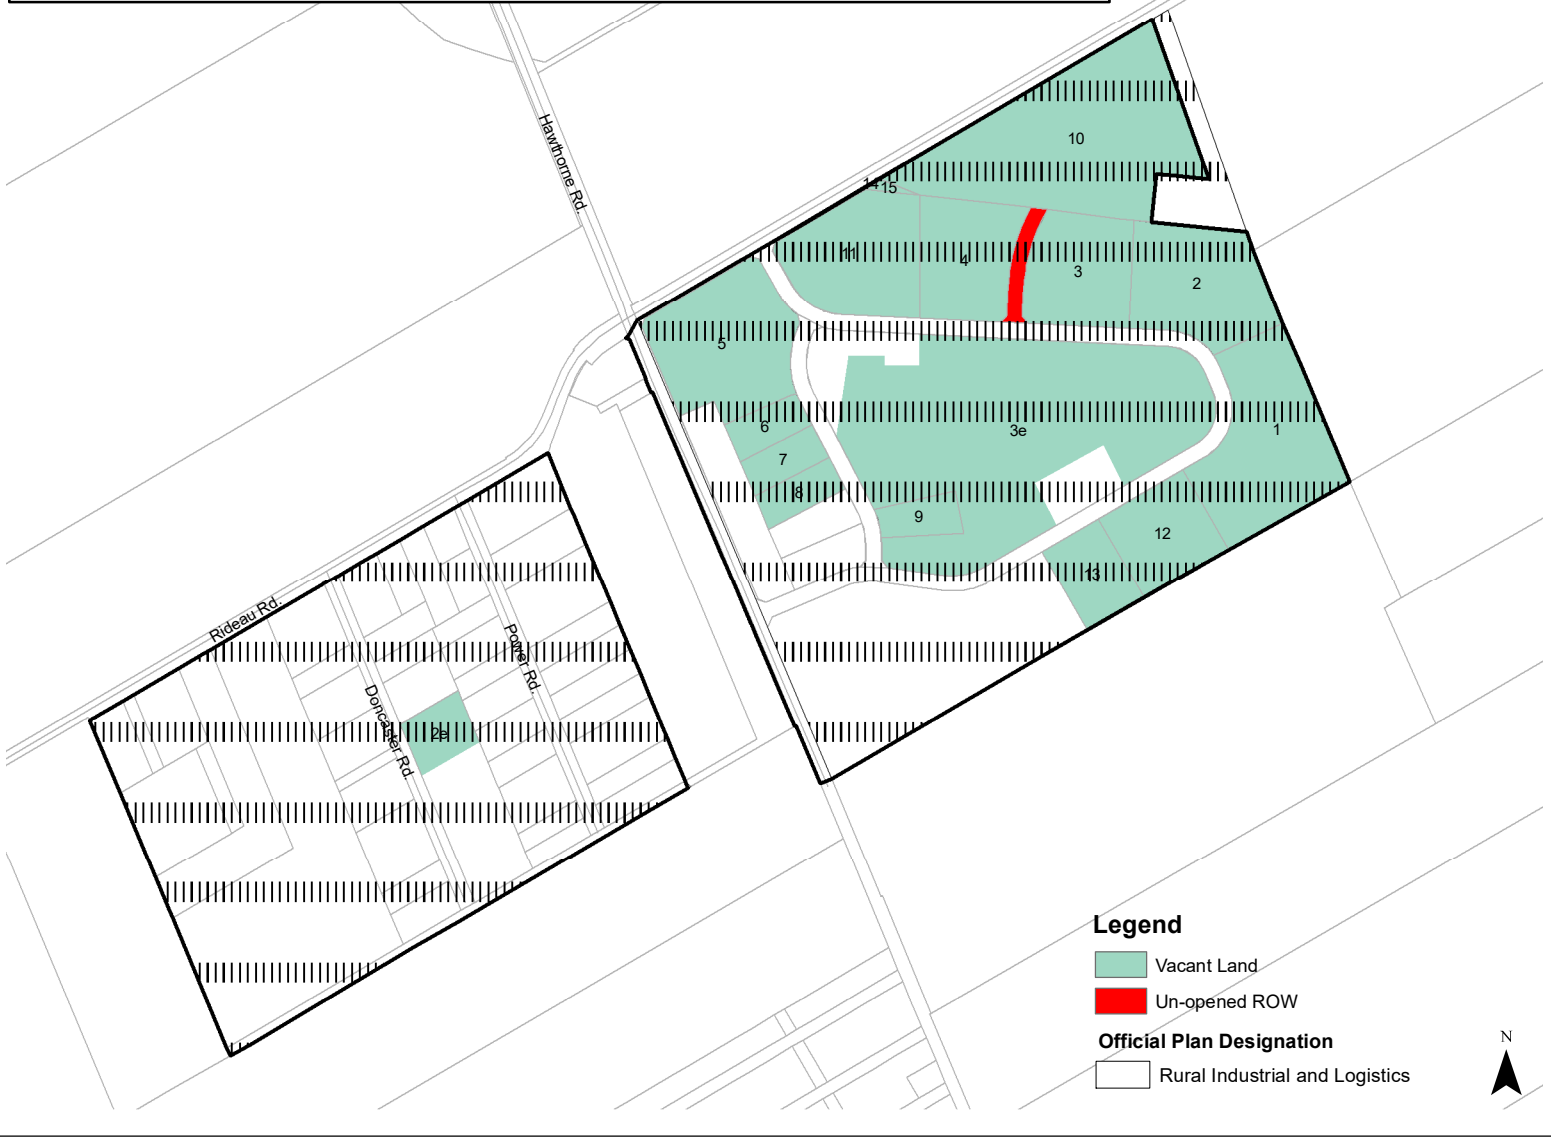 Hawthorne Rd.
10
14
15
11
4
3
2
5
6
3e
1
7
8
9
12
13
Rideau Rd.
Power Rd.
Doncaster Rd.
2e
Legend
Vacant Land
Un-opened ROW
Official Plan Designation
Rural Industrial and Logistics
N